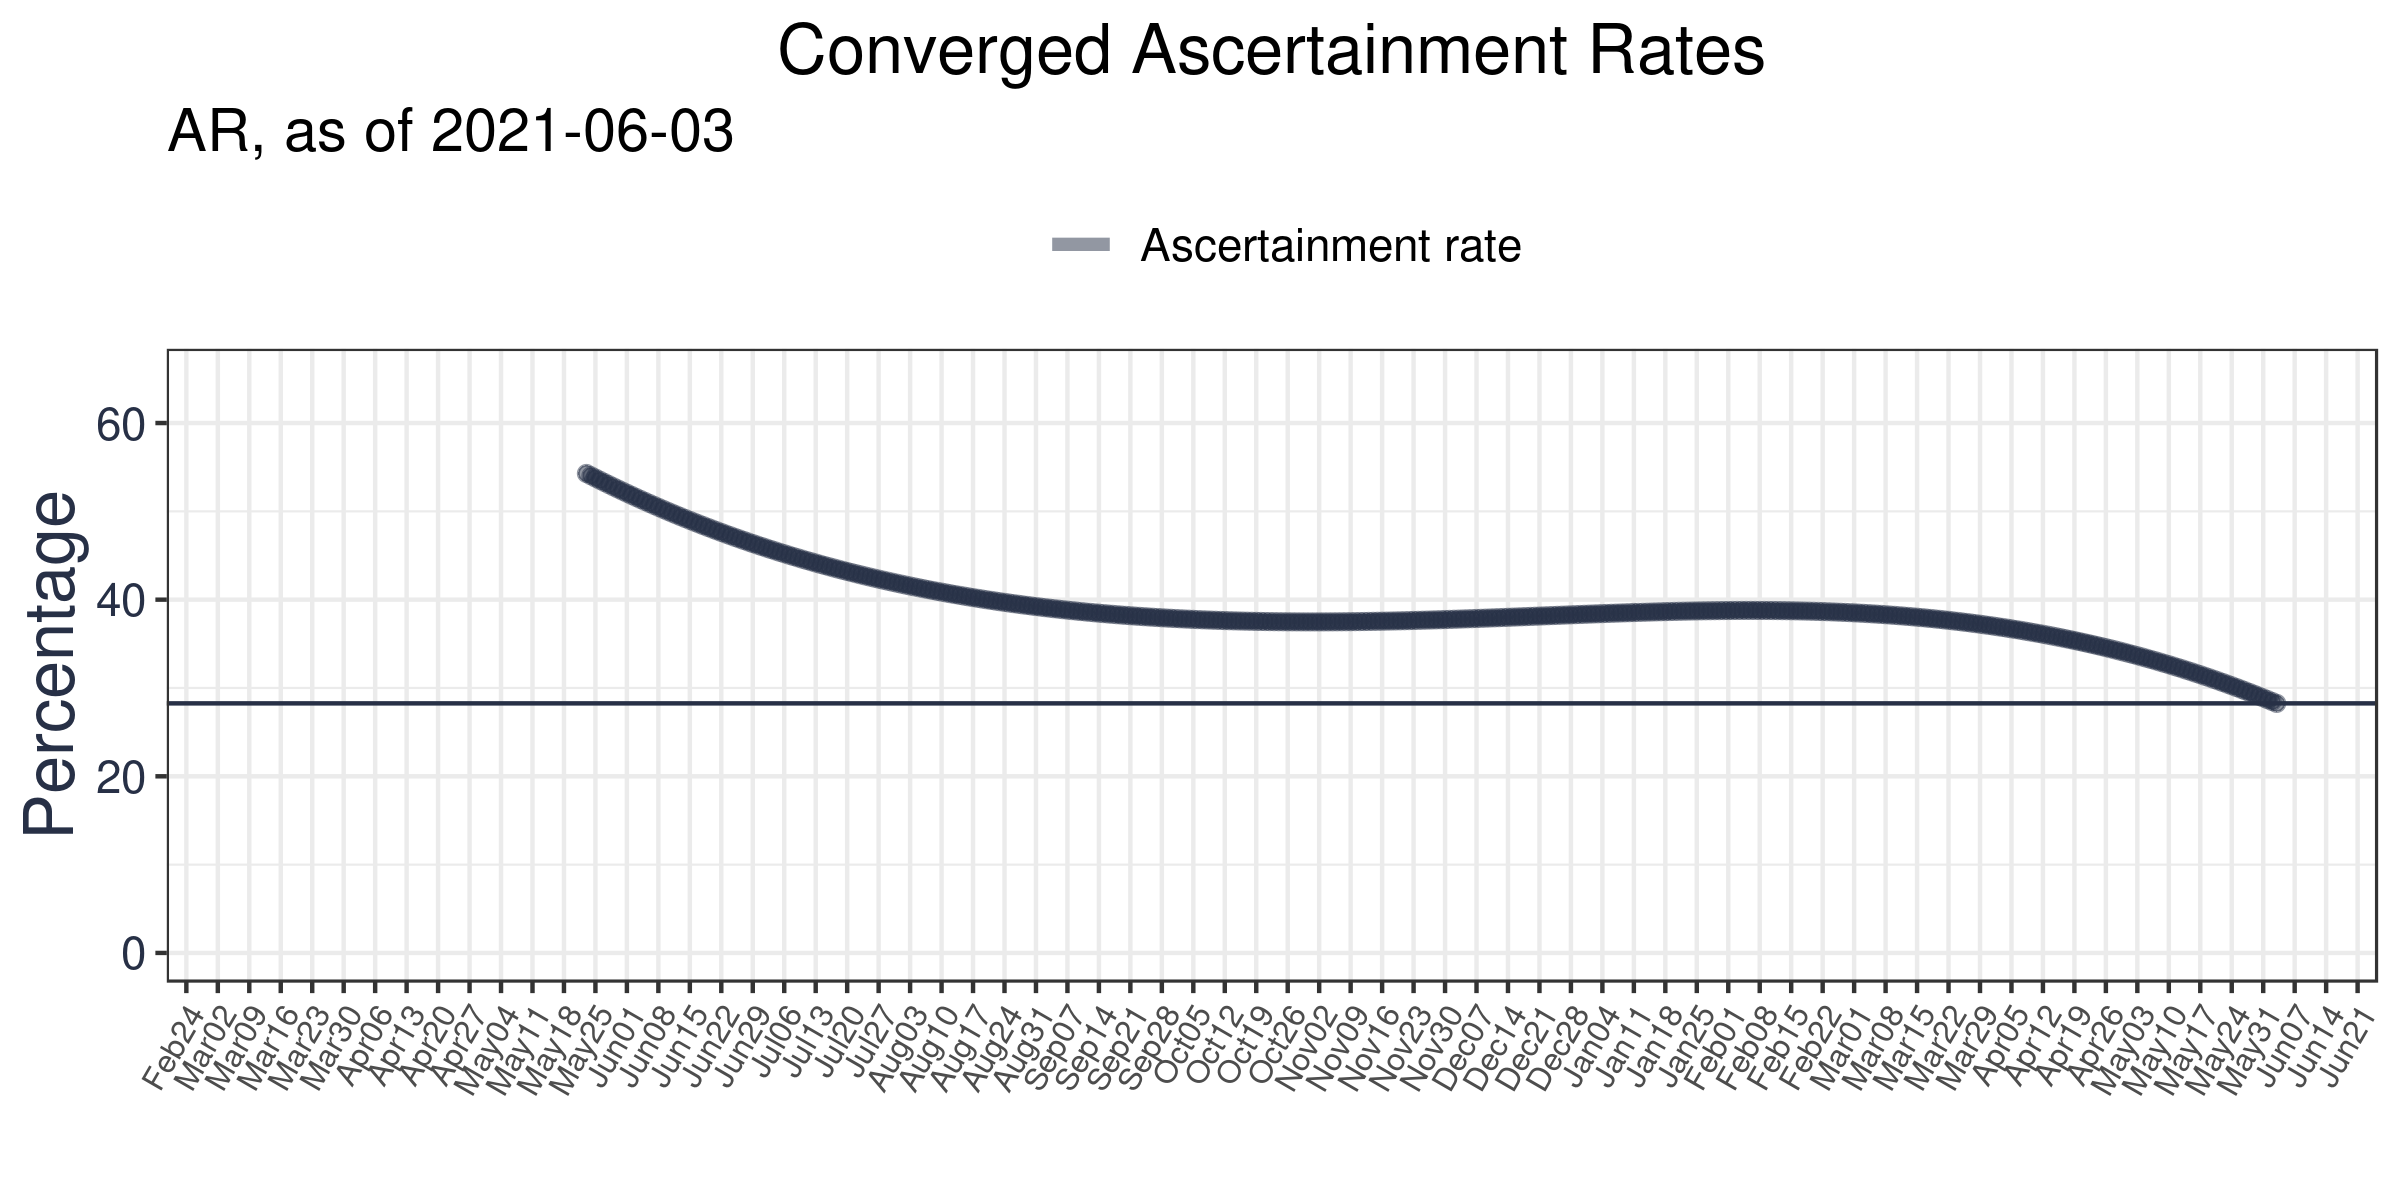 Converged Ascertainment Rates
AR, as of 2021-06-03
Ascertainment rate
Percentage
60
40
20
0
Feb24
Mar02
Mar09
Mar16
Mar23
Mar30
Apr06
Apr13
Apr20
Apr27
May04
May11
May18
May25
Jun01
Jun08
Jun15
Jun22
Jun29
Jul06
Jul13
Jul20
Jul27
Aug03
Aug10
Aug17
Aug24
Aug31
Sep07
Sep14
Sep21
Sep28
Oct05
Oct12
Oct19
Oct26
Nov02
Nov09
Nov16
Nov23
Nov30
Dec07
Dec14
Dec21
Dec28
Jan04
Jan11
Jan18
Jan25
Feb01
Feb08
Feb15
Feb22
Mar01
Mar08
Mar15
Mar22
Mar29
Apr05
Apr12
Apr19
Apr26
May03
May10
May17
May24
May31
Jun07
Jun14
Jun21